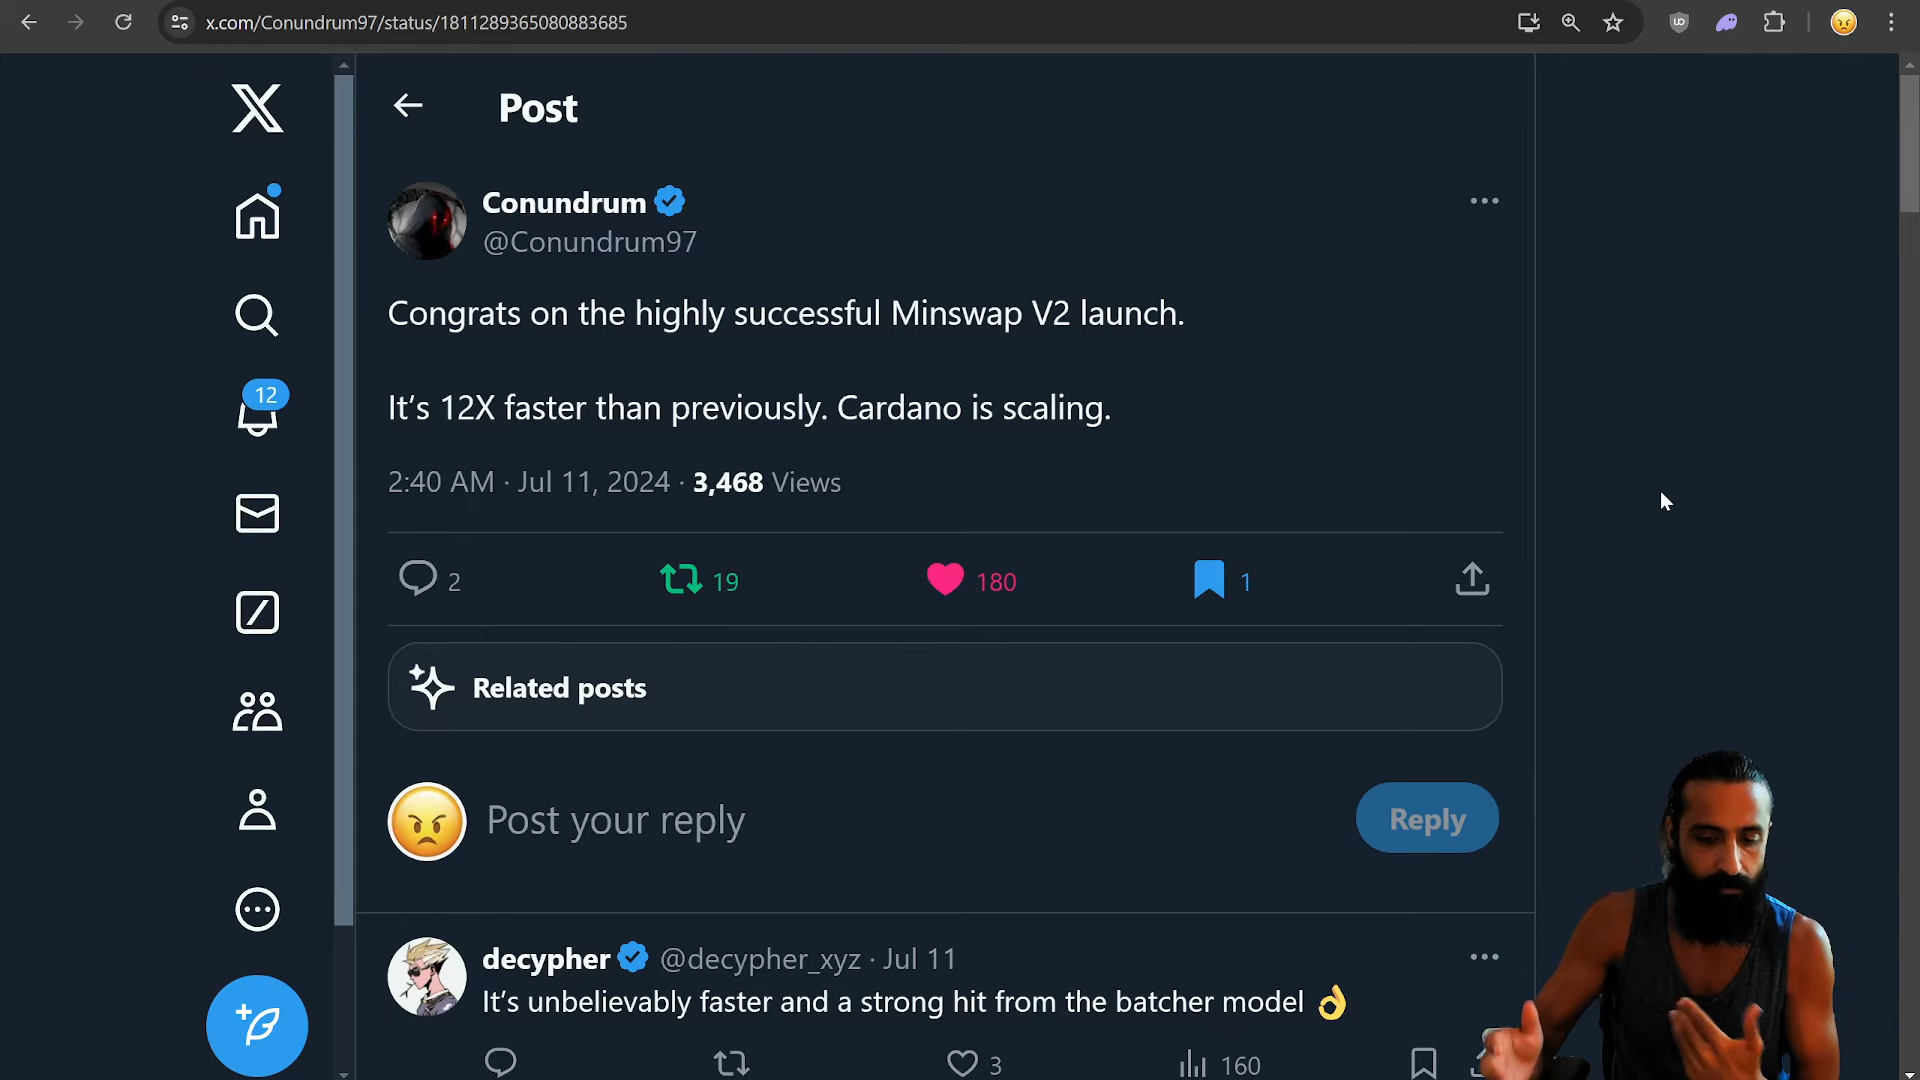 x.com/Conundrum97/status/1811289365080883685
Post
Conundrum
@Conundrum97
Congrats on the highly successful Minswap V2 launch.
It’s 12X faster than previously. Cardano is scaling.
2:40 AM · Jul 11, 2024 · 3,468 Views
12
2 19 180 1
Related posts
Post your reply
Reply
decypher @decypher_xyz · Jul 11
It’s unbelievably faster and a strong hit from the batcher model 👌
3 160